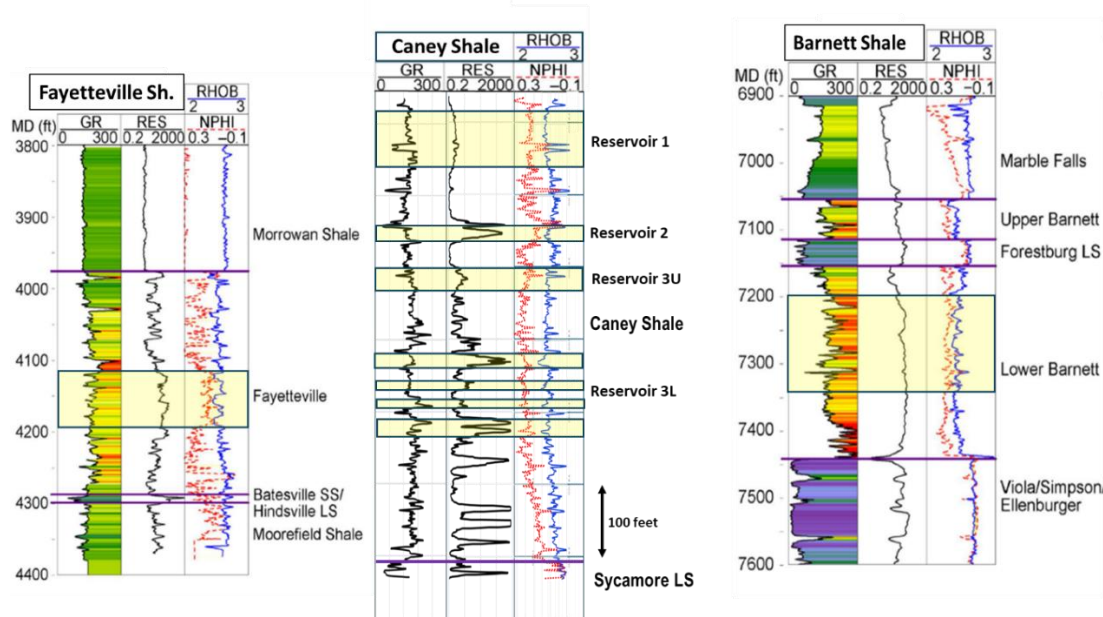 Fayetteville Sh.
RHOB
2 3
MD (ft)
GR
RES
NPHI
0 300
0.2 2000
0.3 −0.1
3800
3900
4000
4100
4200
4300
4400
Morrowan Shale
Fayetteville
Batesville SS/
Hindsville LS
Moorefield Shale
Caney Shale
RHOB
2 3
GR
RES
NPHI
0 300
0.2 2000
0.3 −0.1
Reservoir 1
Reservoir 2
Reservoir 3U
Caney Shale
Reservoir 3L
100 feet
Sycamore LS
Barnett Shale
RHOB
2 3
MD (ft)
GR
RES
NPHI
0 300
0.2 2000
0.3 −0.1
6900
7000
7100
7200
7300
7400
7500
7600
Marble Falls
Upper Barnett
Forestburg LS
Lower Barnett
Viola/Simpson/
Ellenburger